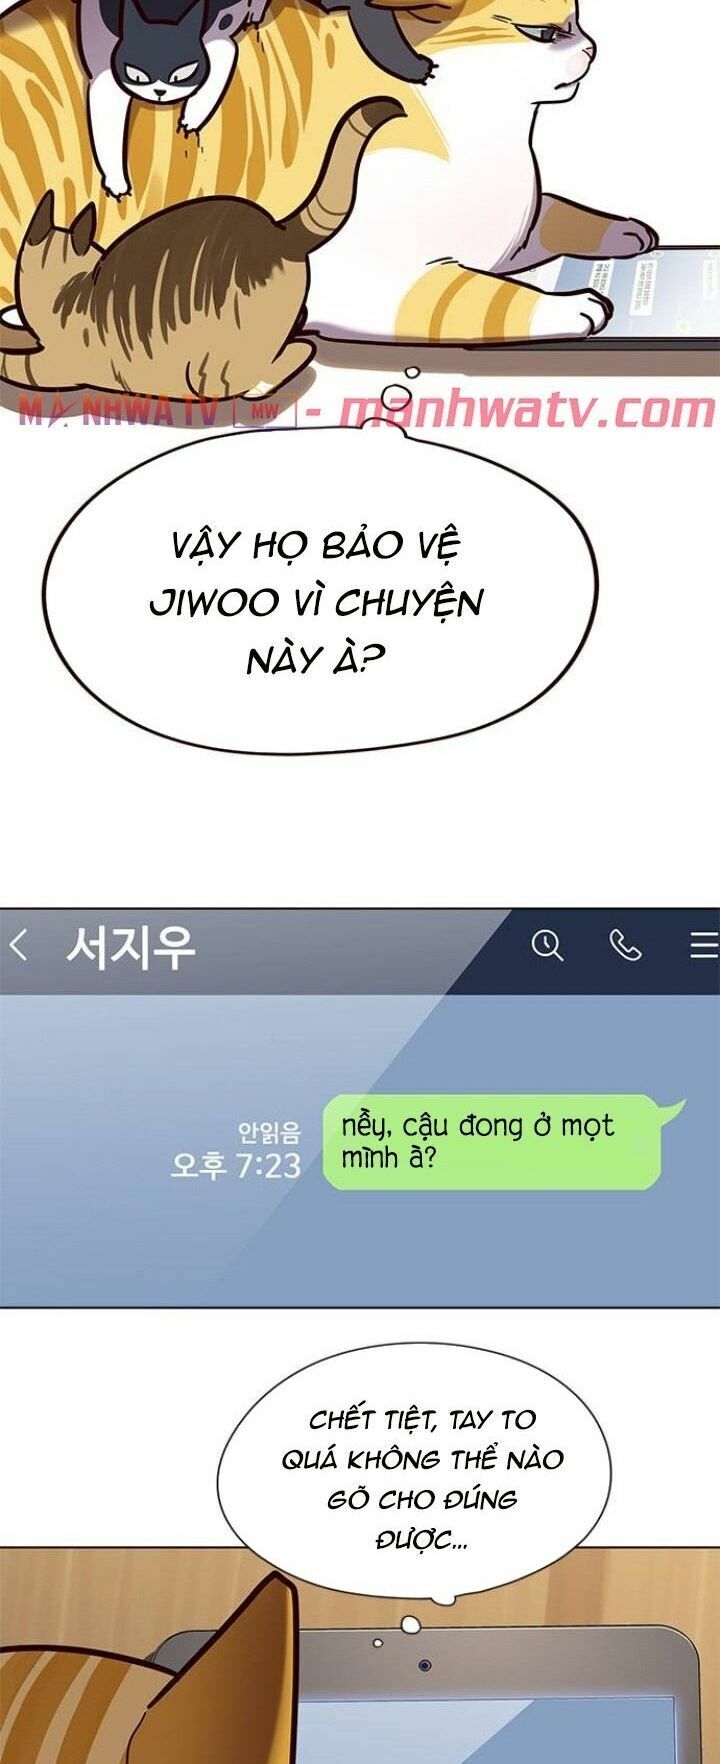 MANHWATV MW - manhwatv.com
VẬY HỌ BẢO VỆ
JIWOO VÌ CHUYỆN
NÀY À?
서지우
안읽음
오후 7:23
nềy, cậu đong ở mọt
mình à?
CHẾT TIỆT, TAY TO
QUÁ KHÔNG THỂ NÀO
GÕ CHO ĐÚNG
ĐƯỢC...